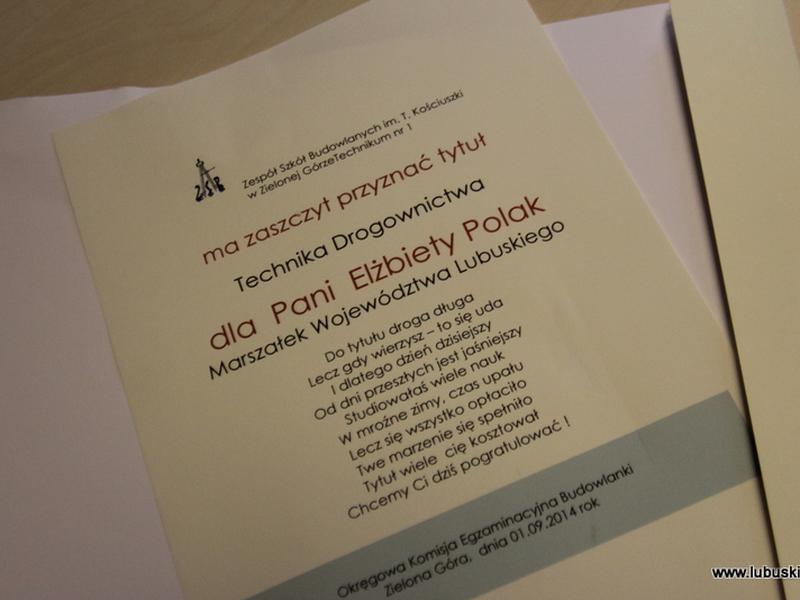 Zespół Szkół Budowlanych im. T. Kościuszki
w Zielonej GórzeTechnikum nr 1
ZSB
ma zaszczyt przyznać tytuł
Technika Drogownictwa
dla Pani Elżbiety Polak
Marszałek Województwa Lubuskiego
Do tytułu droga długa
Lecz gdy wierzysz – to się uda
I dlatego dzień dzisiejszy
Od dni przeszłych jest jaśniejszy
Studiowałaś wiele nauk
W mroźne zimy, czas upału
Lecz się wszystko opłaciło
Twe marzenie się spełniło
Tytuł wiele cię kosztował
Chcemy Ci dziś pogratulować !
Okręgowa Komisja Egzaminacyjna Budowlanki
Zielona Góra, dnia 01.09.2014 rok
www.lubuski